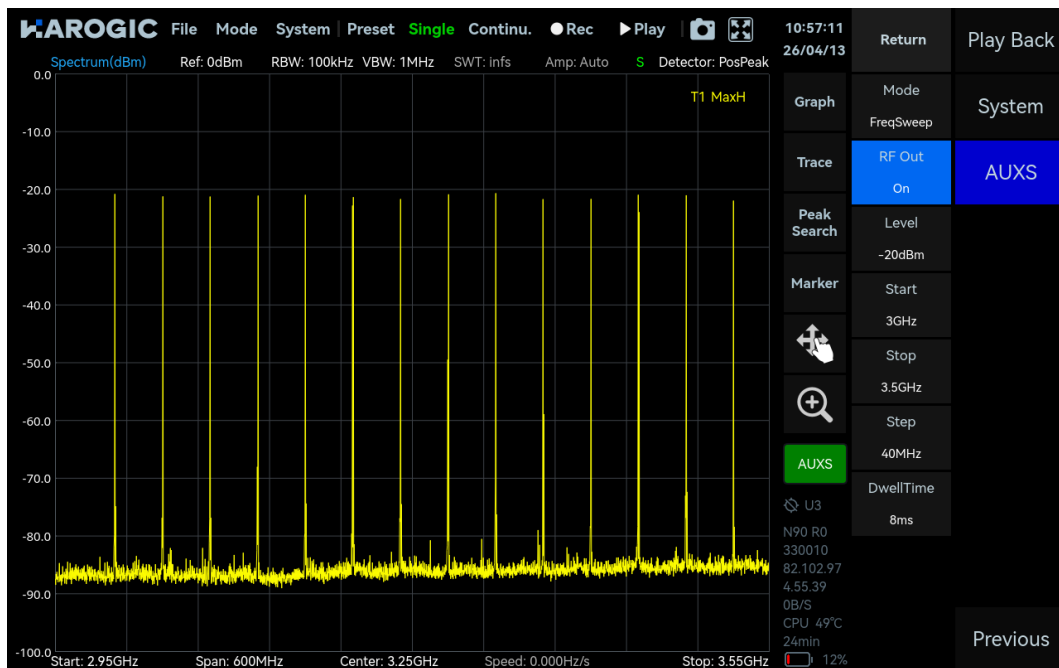 HAROGIC File Mode System Preset Single Continu. Rec Play
10:57:11
26/04/13
Return
Play Back
Spectrum(dBm) Ref: 0dBm RBW: 100kHz VBW: 1MHz SWT: infs Amp: Auto S Detector: PosPeak
T1 MaxH
0.0
-10.0
-20.0
-30.0
-40.0
-50.0
-60.0
-70.0
-80.0
-90.0
-100.0
Start: 2.95GHz Span: 600MHz Center: 3.25GHz Speed: 0.000Hz/s Stop: 3.55GHz
Graph
Trace
Peak
Search
Marker
AUXS
U3
N90 R0
330010
82.102.97
4.55.39
0B/S
CPU 49°C
24min
12%
Mode
FreqSweep
RF Out
On
Level
-20dBm
Start
3GHz
Stop
3.5GHz
Step
40MHz
DwellTime
8ms
System
AUXS
Previous